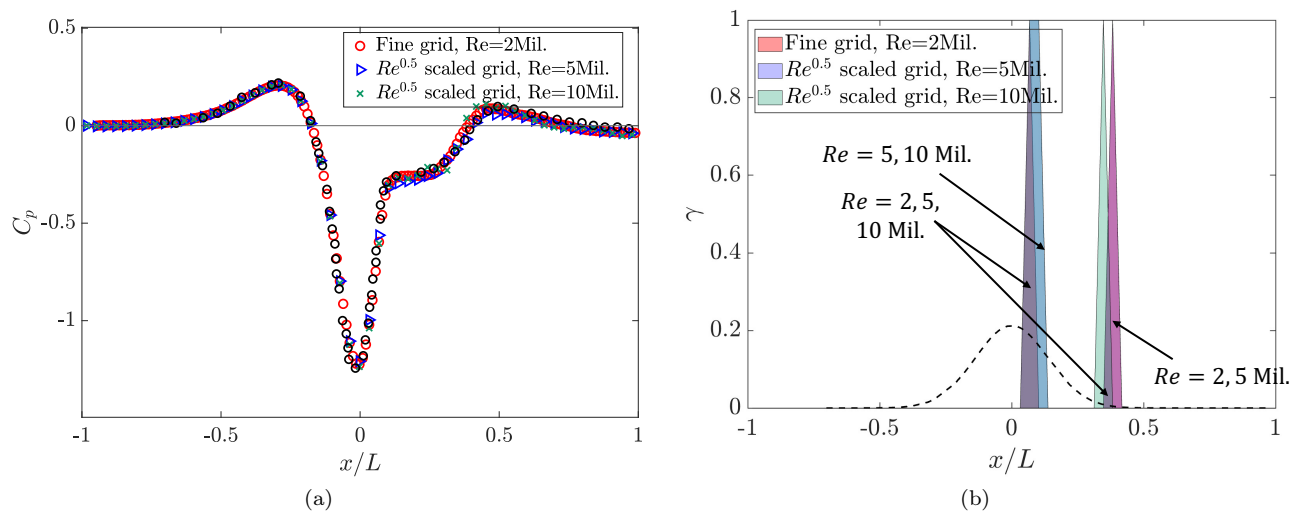 0.5
0
-0.5
-1
-1
-0.5
0
0.5
1
C_p
x/L
Fine grid, Re=2Mil.
Re^0.5 scaled grid, Re=5Mil.
Re^0.5 scaled grid, Re=10Mil.
(a)
1
0.8
0.6
0.4
0.2
0
-1
-0.5
0
0.5
1
γ
x/L
Fine grid, Re=2Mil.
Re^0.5 scaled grid, Re=5Mil.
Re^0.5 scaled grid, Re=10Mil.
Re = 5, 10 Mil.
Re = 2, 5,
10 Mil.
Re = 2, 5 Mil.
(b)